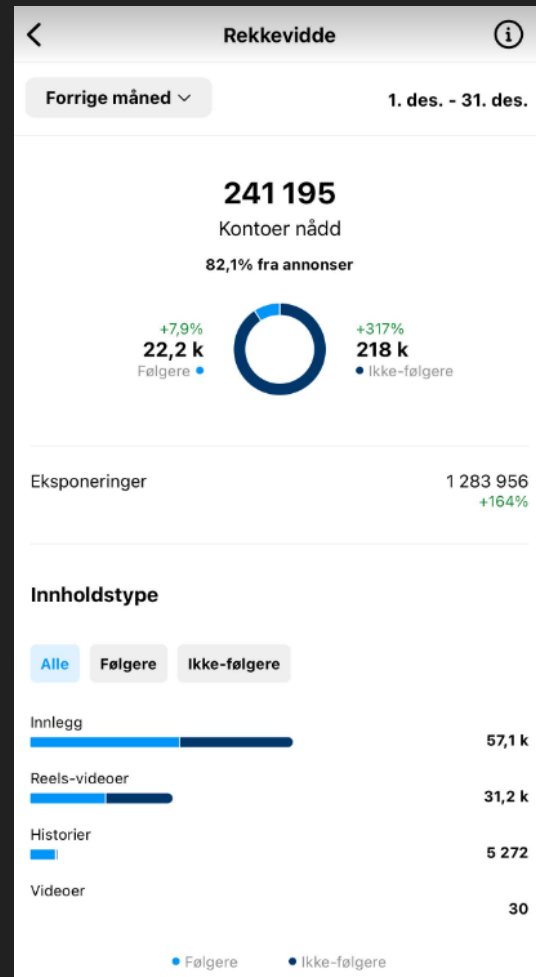 Rekkevidde
Forrige måned
1. des. - 31. des.
241 195
Kontoer nådd
82,1% fra annonser
+7,9%
22,2 k
Følgere
+317%
218 k
Ikke-følgere
Eksponeringer
1 283 956
+164%
Innholdstype
Alle Følgere Ikke-følgere
Innlegg
57,1 k
Reels-videoer
31,2 k
Historier
5 272
Videoer
30
Følgere Ikke-følgere